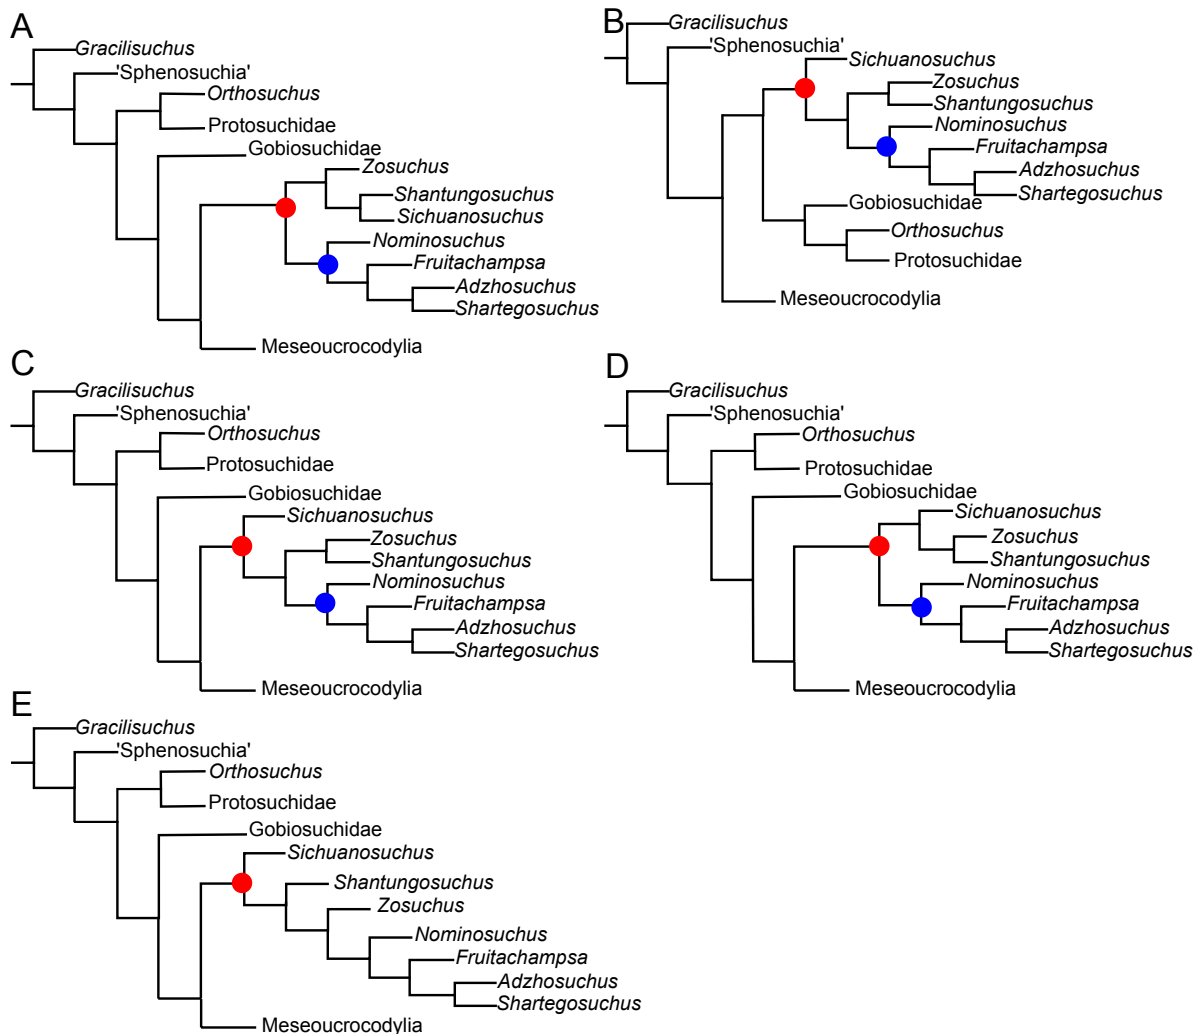 A
Gracilisuchus
'Sphenosuchia'
Orthosuchus
Protosuchidae
Gobiosuchidae
Zosuchus
Shantungosuchus
Sichuanosuchus
Nominosuchus
Fruitachampsa
Adzhosuchus
Shartegosuchus
Meseoucrocodylia
B
Gracilisuchus
'Sphenosuchia'
Sichuanosuchus
Zosuchus
Shantungosuchus
Nominosuchus
Fruitachampsa
Adzhosuchus
Shartegosuchus
Gobiosuchidae
Orthosuchus
Protosuchidae
Meseoucrocodylia
C
Gracilisuchus
'Sphenosuchia'
Orthosuchus
Protosuchidae
Gobiosuchidae
Sichuanosuchus
Zosuchus
Shantungosuchus
Nominosuchus
Fruitachampsa
Adzhosuchus
Shartegosuchus
Meseoucrocodylia
D
Gracilisuchus
'Sphenosuchia'
Orthosuchus
Protosuchidae
Gobiosuchidae
Sichuanosuchus
Zosuchus
Shantungosuchus
Nominosuchus
Fruitachampsa
Adzhosuchus
Shartegosuchus
Meseoucrocodylia
E
Gracilisuchus
'Sphenosuchia'
Orthosuchus
Protosuchidae
Gobiosuchidae
Sichuanosuchus
Shantungosuchus
Zosuchus
Nominosuchus
Fruitachampsa
Adzhosuchus
Shartegosuchus
Meseoucrocodylia